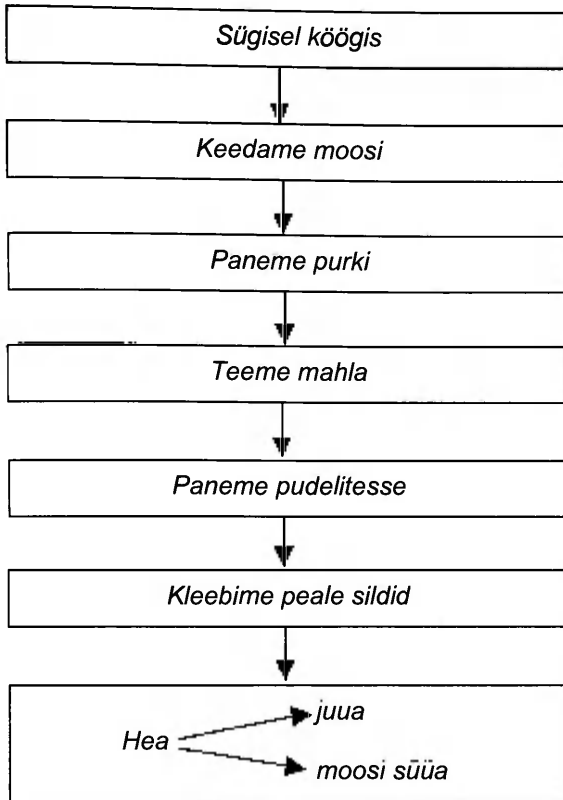 Sügisel köögis
Keedame moosi
Paneme purki
Teeme mahla
Paneme pudelitesse
Kleebime peale sildid
juua
Hea
moosi süüa